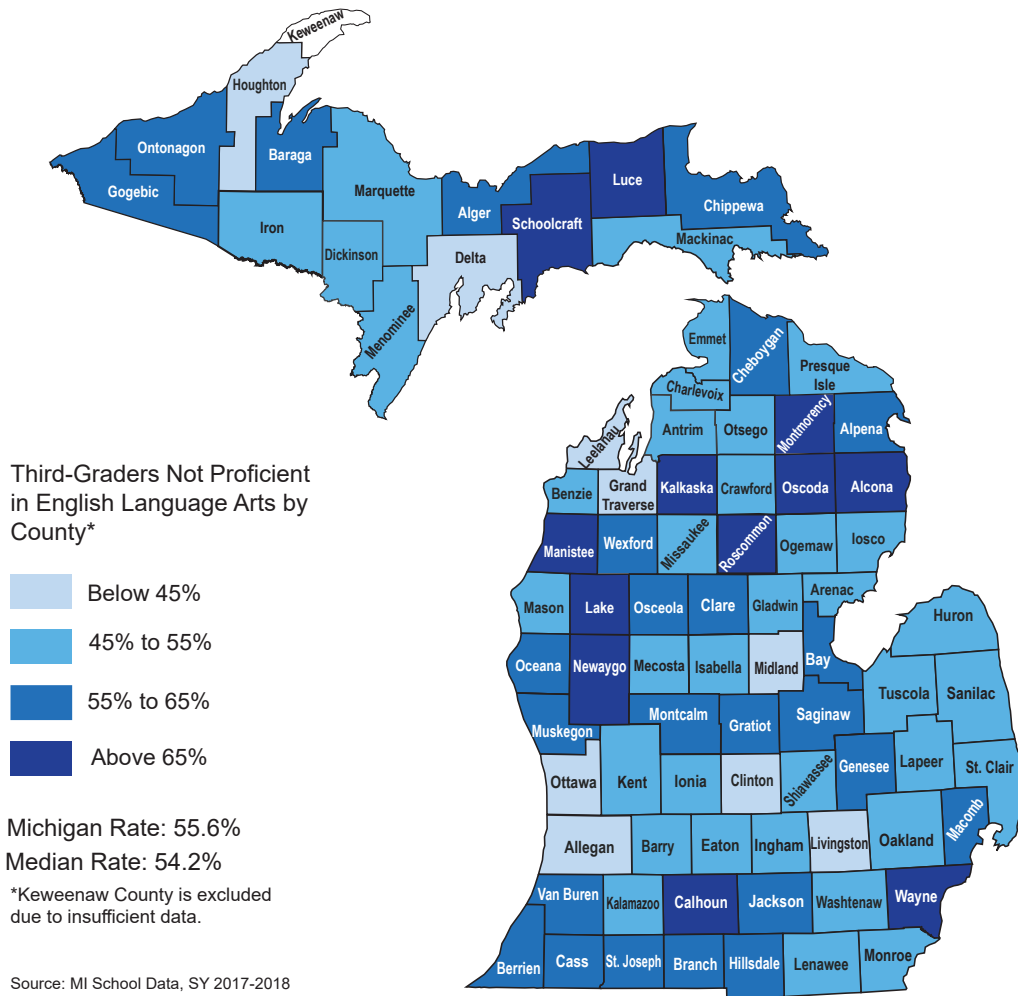 Keweenaw
Houghton
Ontonagon
Baraga
Gogebic
Marquette
Iron
Dickinson
Alger
Luce
Schoolcraft
Chippewa
Mackinac
Delta
Menominee
Emmet
Cheboygan
Presque
Isle
Charlevoix
Leelanau
Antrim
Otsego
Montmorency
Alpena
Benzie
Grand
Traverse
Kalkaska
Crawford
Oscoda
Alcona
Manistee
Wexford
Missaukee
Roscommon
Ogemaw
Iosco
Mason
Lake
Osceola
Clare
Gladwin
Arenac
Huron
Oceana
Newaygo
Mecosta
Isabella
Midland
Bay
Tuscola
Sanilac
Muskegon
Montcalm
Gratiot
Saginaw
Ottawa
Kent
Ionia
Clinton
Shiawassee
Genesee
Lapeer
St. Clair
Allegan
Barry
Eaton
Ingham
Livingston
Oakland
Macomb
Van Buren
Kalamazoo
Calhoun
Jackson
Washtenaw
Wayne
Berrien
Cass
St. Joseph
Branch
Hillsdale
Lenawee
Monroe
Third-Graders Not Proficient
in English Language Arts by
County*
Below 45%
45% to 55%
55% to 65%
Above 65%
Michigan Rate: 55.6%
Median Rate: 54.2%
*Keweenaw County is excluded
due to insufficient data.
Source: MI School Data, SY 2017-2018